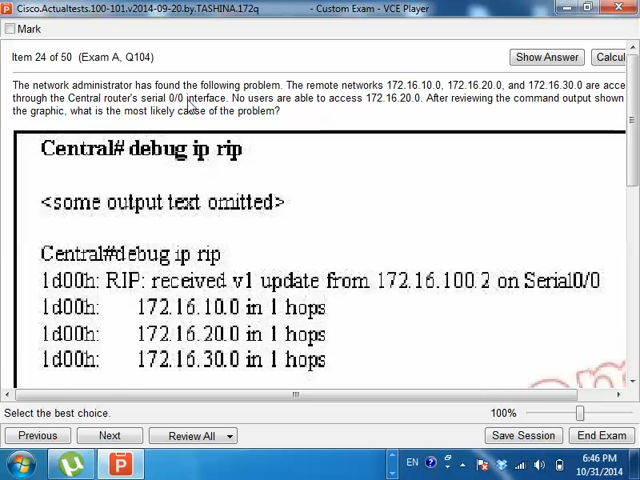 Cisco.Actualtests.100-101.v2014-09-20.by.TASHINA.172q - Custom Exam - VCE Player
Mark
Item 24 of 50 (Exam A, Q104)
Show Answer
Calcul
The network administrator has found the following problem. The remote networks 172.16.10.0, 172.16.20.0, and 172.16.30.0 are acce
through the Central router's serial 0/0 interface. No users are able to access 172.16.20.0. After reviewing the command output shown
the graphic, what is the most likely cause of the problem?
Central# debug ip rip
<some output text omitted>
Central#debug ip rip
1d00h: RIP: received v1 update from 172.16.100.2 on Serial0/0
1d00h: 172.16.10.0 in 1 hops
1d00h: 172.16.20.0 in 1 hops
1d00h: 172.16.30.0 in 1 hops
Select the best choice.
100%
Previous
Next
Review All
Save Session
End Exam
EN
6:46 PM
10/31/2014